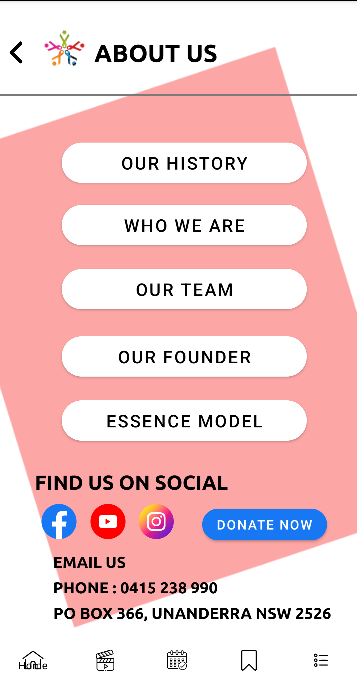 ABOUT US
OUR HISTORY
WHO WE ARE
OUR TEAM
OUR FOUNDER
ESSENCE MODEL
FIND US ON SOCIAL
DONATE NOW
EMAIL US
PHONE : 0415 238 990
PO BOX 366, UNANDERRA NSW 2526